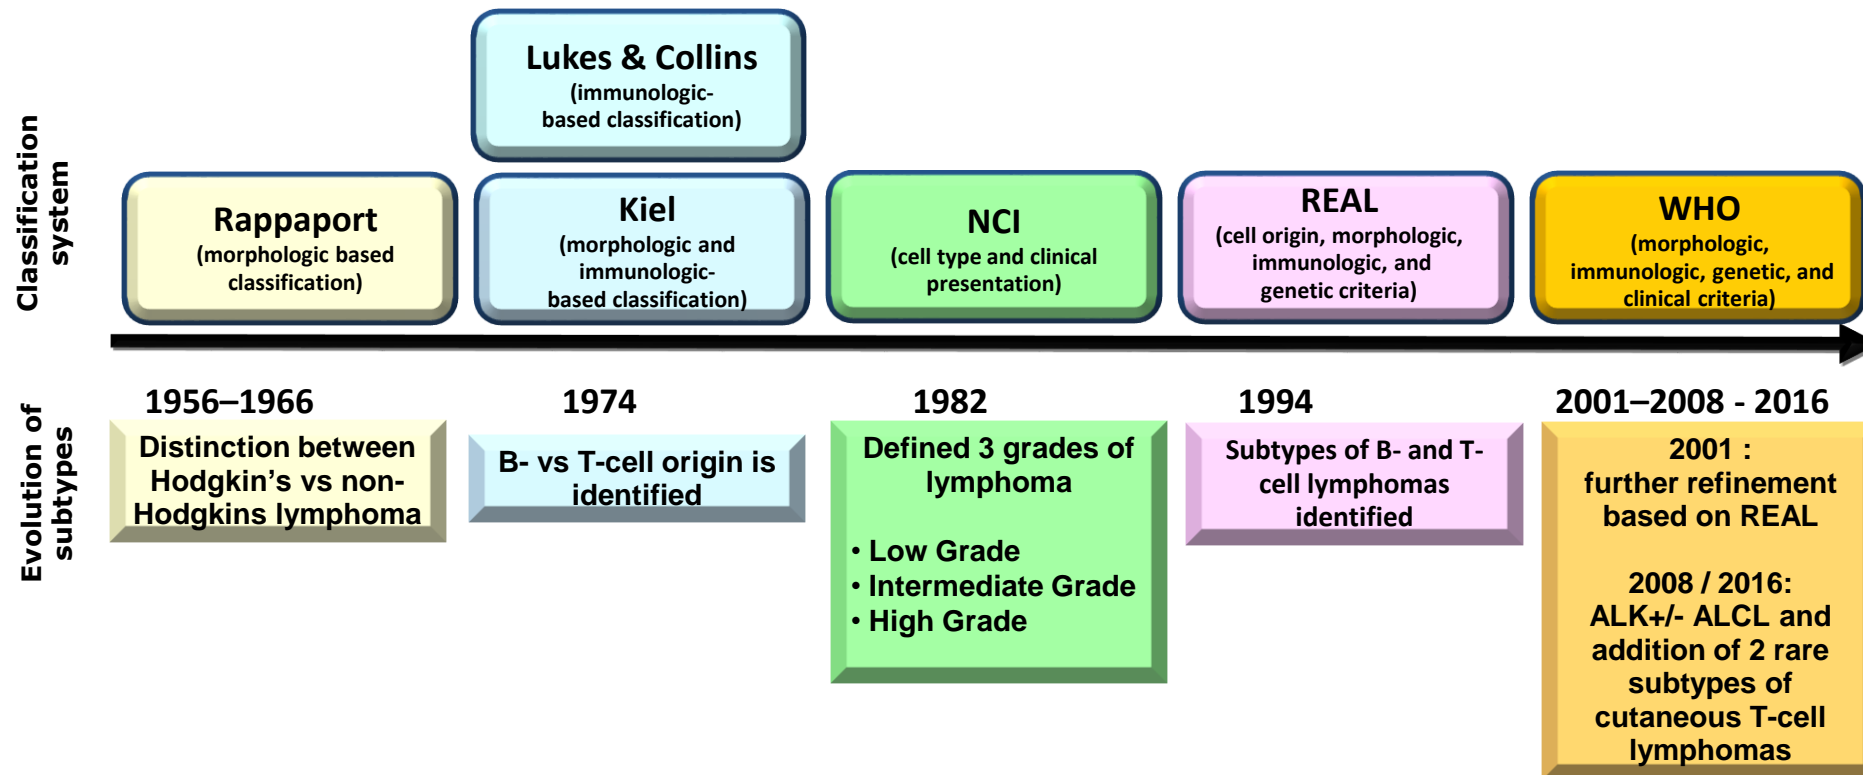 Classification
system
Lukes & Collins
(immunologic-
based classification)
Rappaport
(morphologic based
classification)
Kiel
(morphologic and
immunologic-
based classification)
NCI
(cell type and clinical
presentation)
REAL
(cell origin, morphologic,
immunologic, and
genetic criteria)
WHO
(morphologic,
immunologic, genetic, and
clinical criteria)
Evolution of
subtypes
1956–1966
Distinction between
Hodgkin's vs non-
Hodgkins lymphoma
1974
B- vs T-cell origin is
identified
1982
Defined 3 grades of
lymphoma
• Low Grade
• Intermediate Grade
• High Grade
1994
Subtypes of B- and T-
cell lymphomas
identified
2001–2008 - 2016
2001 :
further refinement
based on REAL
2008 / 2016:
ALK+/- ALCL and
addition of 2 rare
subtypes of
cutaneous T-cell
lymphomas